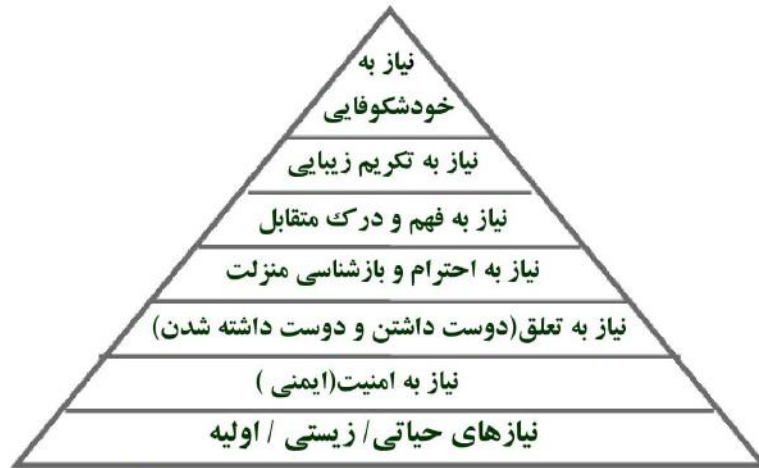 نیاز به
خودشکوفایی
نیاز به تکریم زیبایی
نیاز به فهم و درک متقابل
نیاز به احترام و بازشناسی منزلت
نیاز به تعلق(دوست داشتن و دوست داشته شدن)
نیاز به امنیت(ایمنی )
نیازهای حیاتی/ زیستی / اولیه